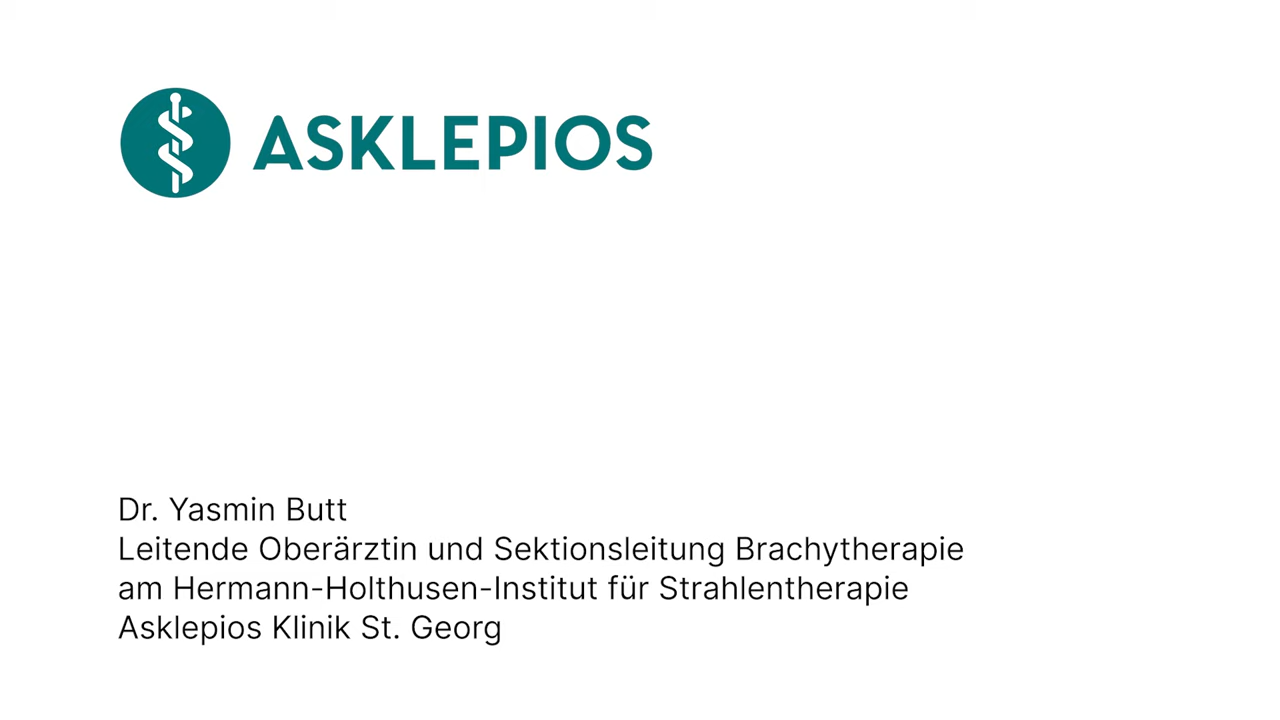 ASKLEPIOS
Dr. Yasmin Butt
Leitende Oberärztin und Sektionsleitung Brachytherapie
am Hermann-Holthusen-Institut für Strahlentherapie
Asklepios Klinik St. Georg